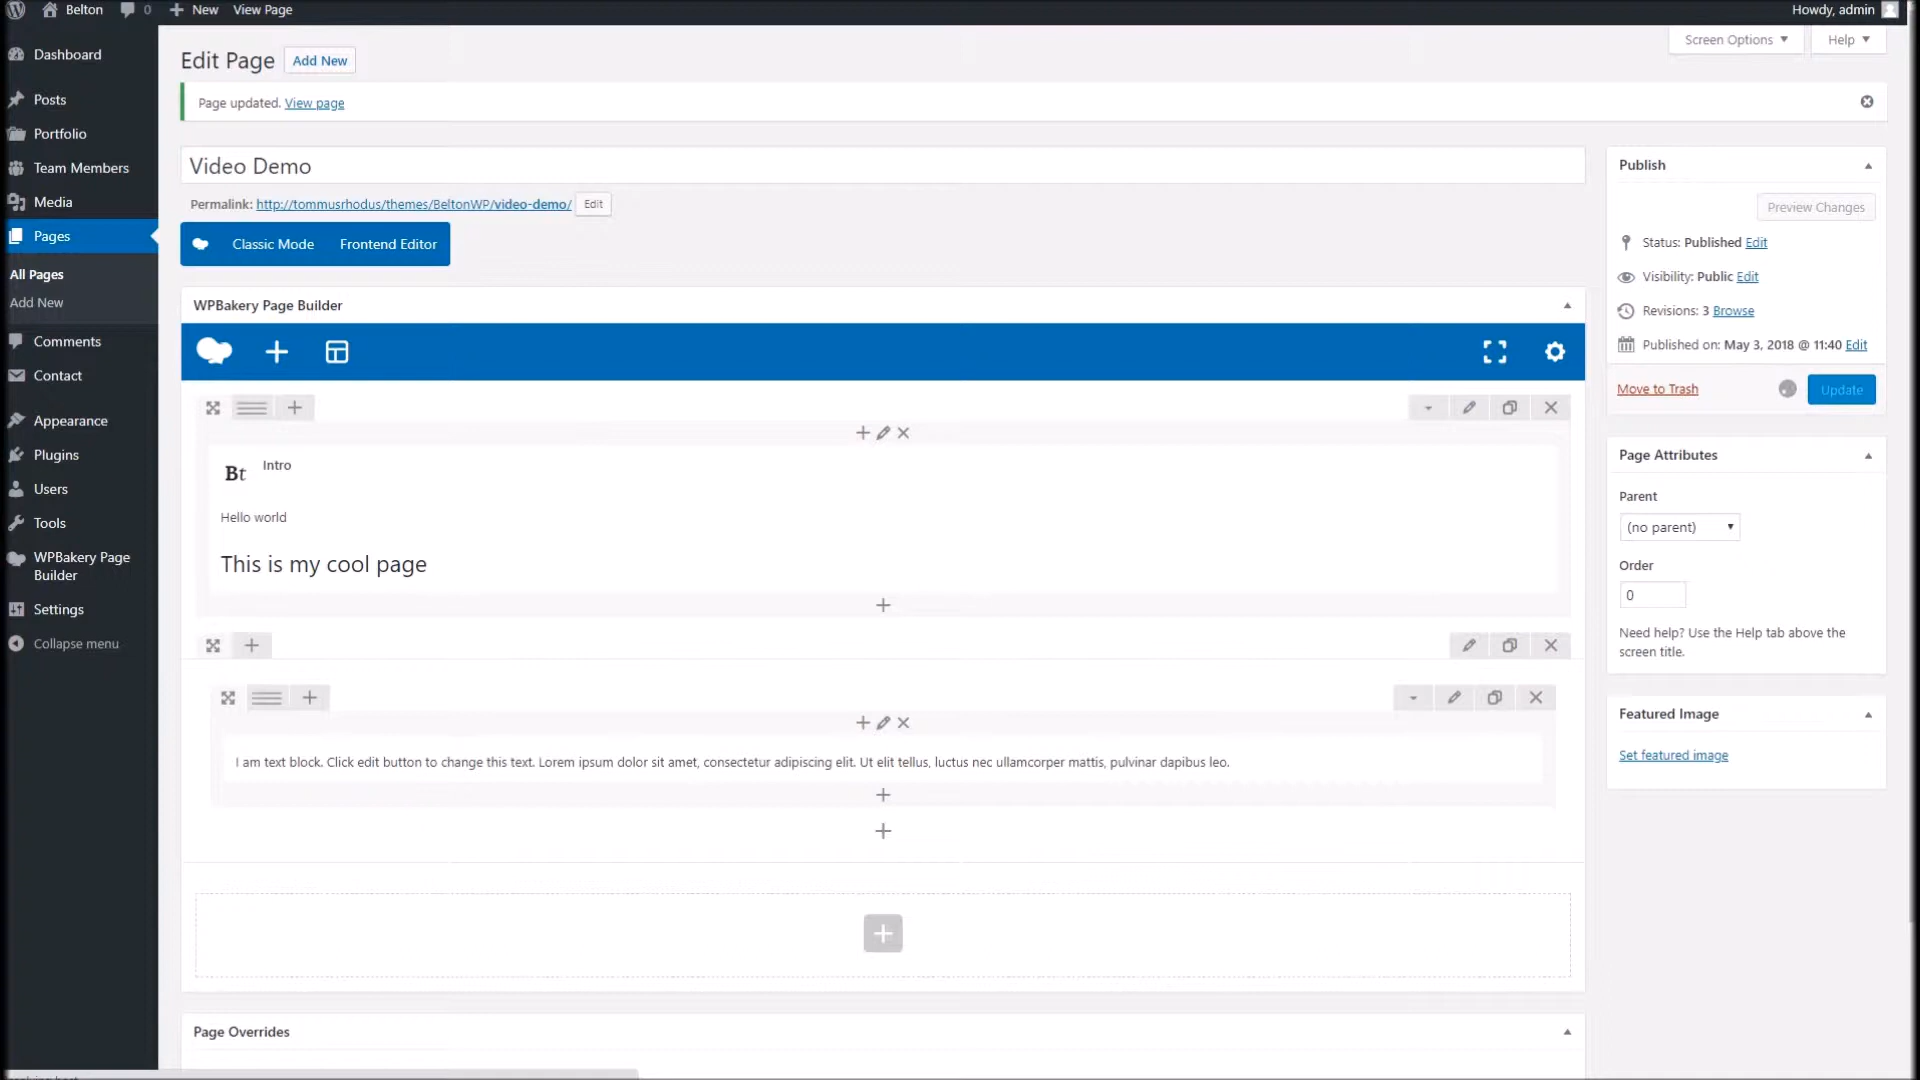 Belton 0 New View Page Howdy, admin
Screen Options Help
Dashboard
Posts
Portfolio
Team Members
Media
Pages
All Pages
Add New
Comments
Contact
Appearance
Plugins
Users
Tools
WPBakery Page
Builder
Settings
Collapse menu
Edit Page Add New
Page updated. View page
Video Demo
Permalink: http://tommusrhodus/themes/BeltonWP/video-demo/ Edit
Classic Mode Frontend Editor
WPBakery Page Builder
Bt Intro
Hello world
This is my cool page
I am text block. Click edit button to change this text. Lorem ipsum dolor sit amet, consectetur adipiscing elit. Ut elit tellus, luctus nec ullamcorper mattis, pulvinar dapibus leo.
Page Overrides
Publish
Preview Changes
Status: Published Edit
Visibility: Public Edit
Revisions: 3 Browse
Published on: May 3, 2018 @ 11:40 Edit
Move to Trash Update
Page Attributes
Parent
(no parent)
Order
0
Need help? Use the Help tab above the
screen title.
Featured Image
Set featured image